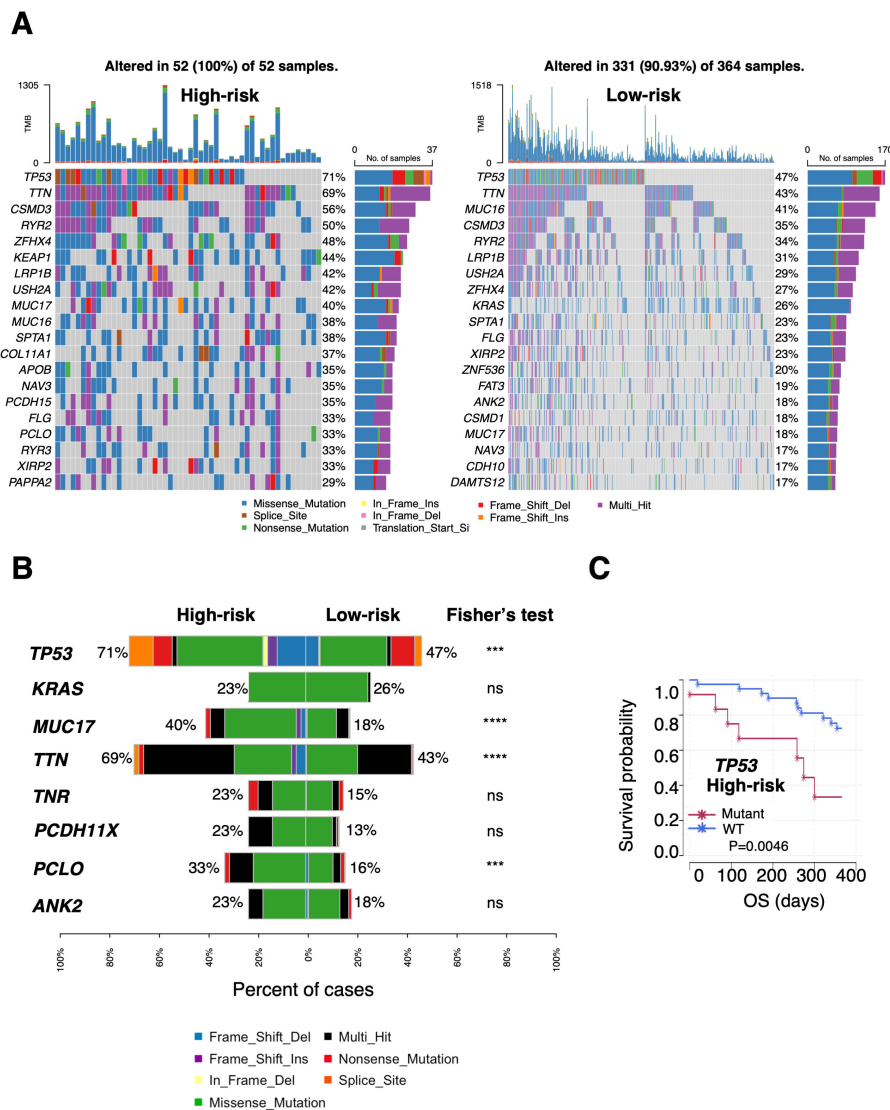 A
Altered in 52 (100%) of 52 samples.
1305
High-risk
TMB
0
0 37
No. of samples
TP53 71%
TTN 69%
CSMD3 56%
RYR2 50%
ZFHX4 48%
KEAP1 44%
LRP1B 42%
USH2A 42%
MUC17 40%
MUC16 38%
SPTA1 38%
COL11A1 37%
APOB 35%
NAV3 35%
PCDH15 35%
FLG 33%
PCLO 33%
RYR3 33%
XIRP2 33%
PAPPA2 29%
Altered in 331 (90.93%) of 364 samples.
1518
Low-risk
TMB
0
0 170
No. of samples
TP53 47%
TTN 43%
MUC16 41%
CSMD3 35%
RYR2 34%
LRP1B 31%
USH2A 29%
ZFHX4 27%
KRAS 26%
SPTA1 23%
FLG 23%
XIRP2 23%
ZNF536 20%
FAT3 19%
ANK2 18%
CSMD1 18%
MUC17 18%
NAV3 17%
CDH10 17%
DAMTS12 17%
Missense_Mutation In_Frame_Ins Frame_Shift_Del Multi_Hit
Splice_Site In_Frame_Del Frame_Shift_Ins
Nonsense_Mutation Translation_Start_Si
B
High-risk Low-risk Fisher's test
TP53 71% 47% ***
KRAS 23% 26% ns
MUC17 40% 18% ****
TTN 69% 43% ****
TNR 23% 15% ns
PCDH11X 23% 13% ns
PCLO 33% 16% ***
ANK2 23% 18% ns
100% 80% 60% 40% 20% 0% 20% 40% 60% 80% 100%
Percent of cases
Frame_Shift_Del Multi_Hit
Frame_Shift_Ins Nonsense_Mutation
In_Frame_Del Splice_Site
Missense_Mutation
C
Survival probability
1.0
0.8
0.6
0.4
0.2
0.0
TP53
High-risk
Mutant
WT
P=0.0046
0 100 200 300 400
OS (days)